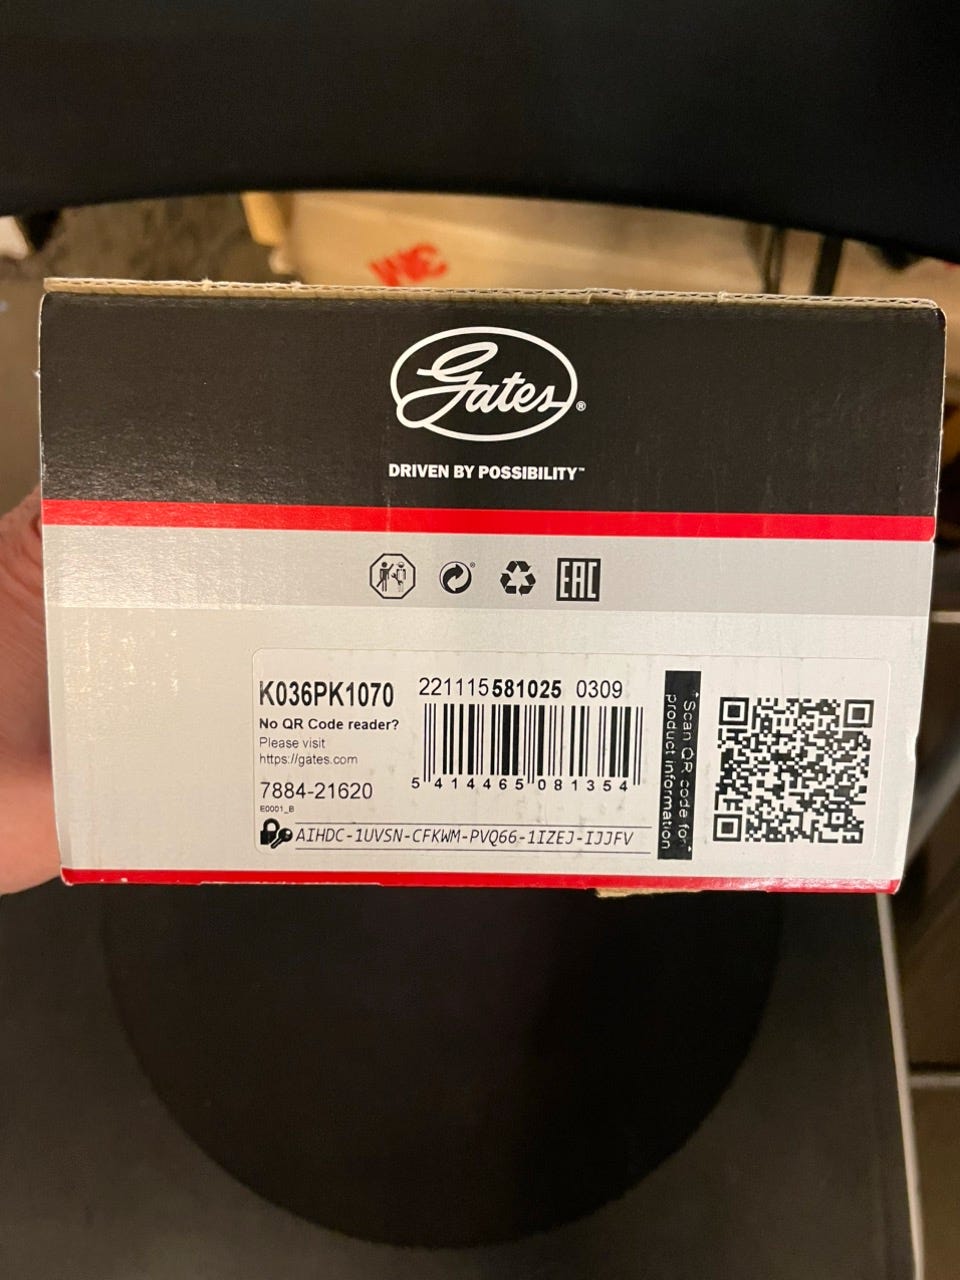 3M
Gates®
DRIVEN BY POSSIBILITY™
EAC
K036PK1070
221115581025 0309
No QR Code reader?
Please visit
https://gates.com
5 414465 081354
7884-21620
E0001_B
AIHDC-1UVSN-CFKWM-PVQ66-1IZEJ-IJJFV
Scan QR code for
product information